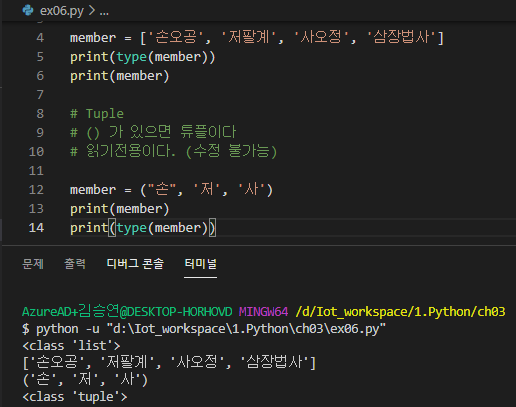 ex06.py > ...
4 member = ['손오공', '저팔계', '사오정', '삼장법사']
5 print(type(member))
6 print(member)
7
8 # Tuple
9 # () 가 있으면 튜플이다
10 # 읽기전용이다. (수정 불가능)
11
12 member = ("손", '저', '사')
13 print(member)
14 print(type(member))
문제 출력 디버그 콘솔 터미널
AzureAD+김승연@DESKTOP-HORHOVD MINGW64 /d/Iot_workspace/1.Python/ch03
$ python -u "d:\Iot_workspace\1.Python\ch03\ex06.py"
<class 'list'>
['손오공', '저팔계', '사오정', '삼장법사']
('손', '저', '사')
<class 'tuple'>